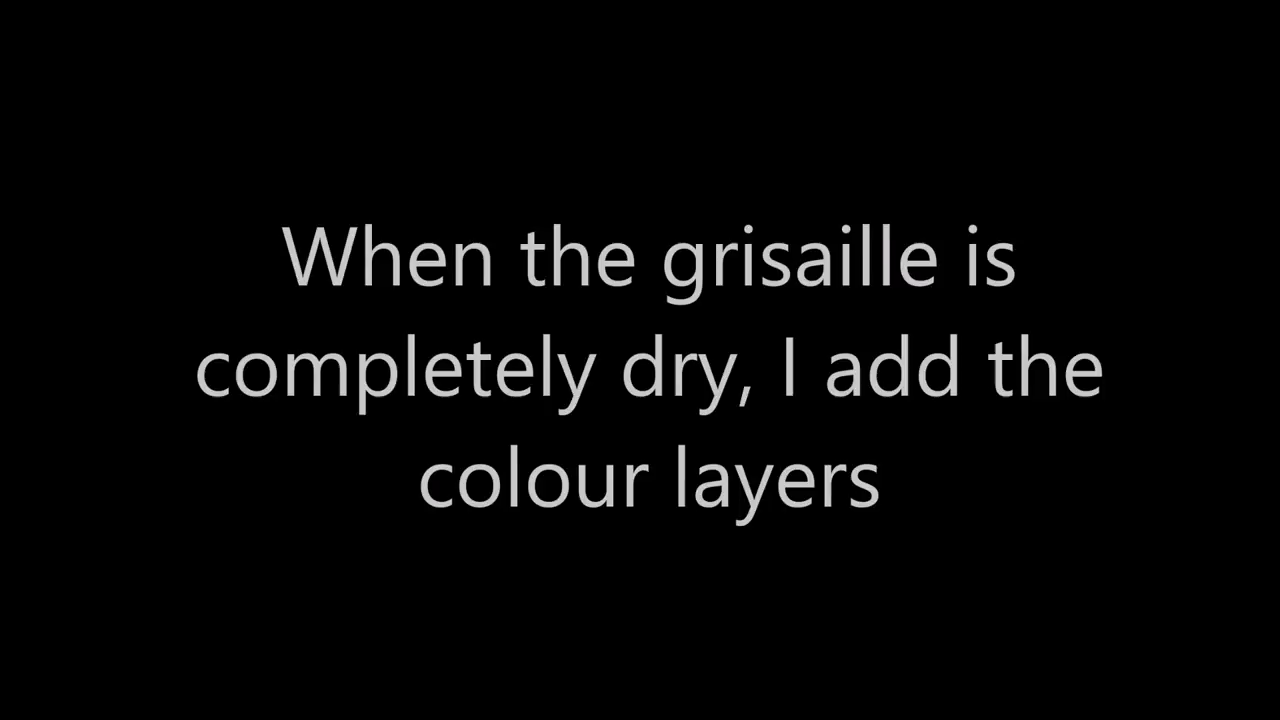 When the grisaille is
completely dry, I add the
colour layers